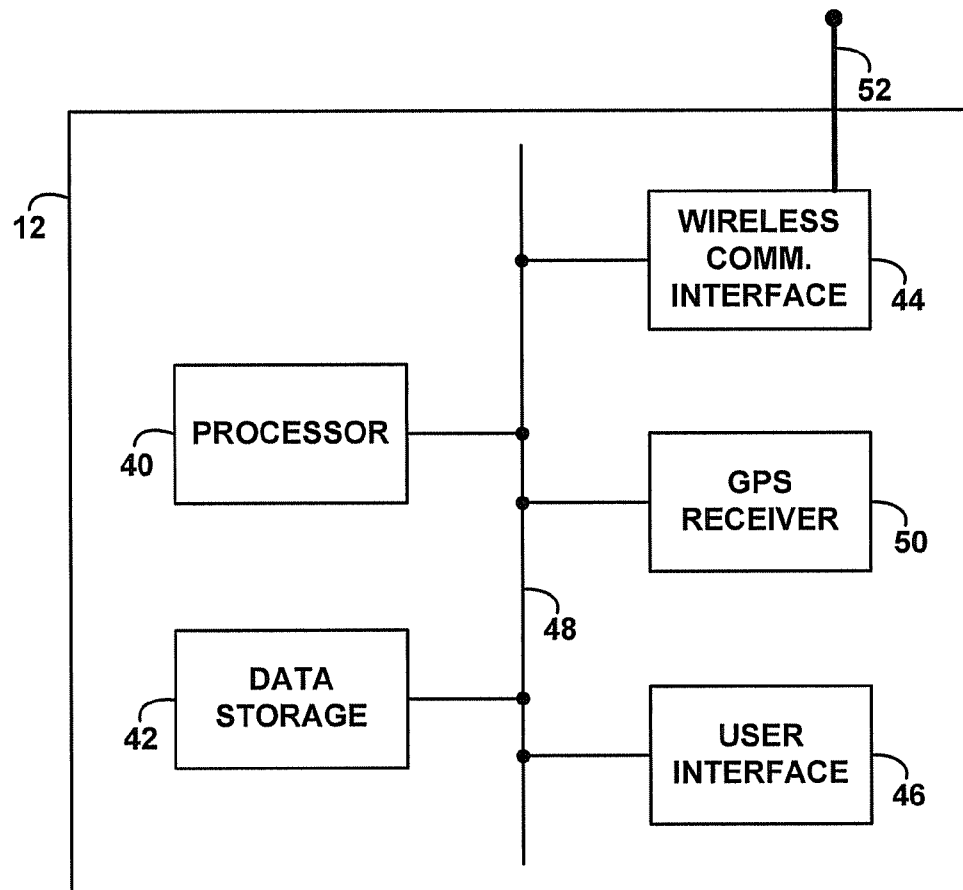 52
12
WIRELESS
COMM.
INTERFACE
44
PROCESSOR
40
GPS
RECEIVER
50
48
DATA
STORAGE
42
USER
INTERFACE
46